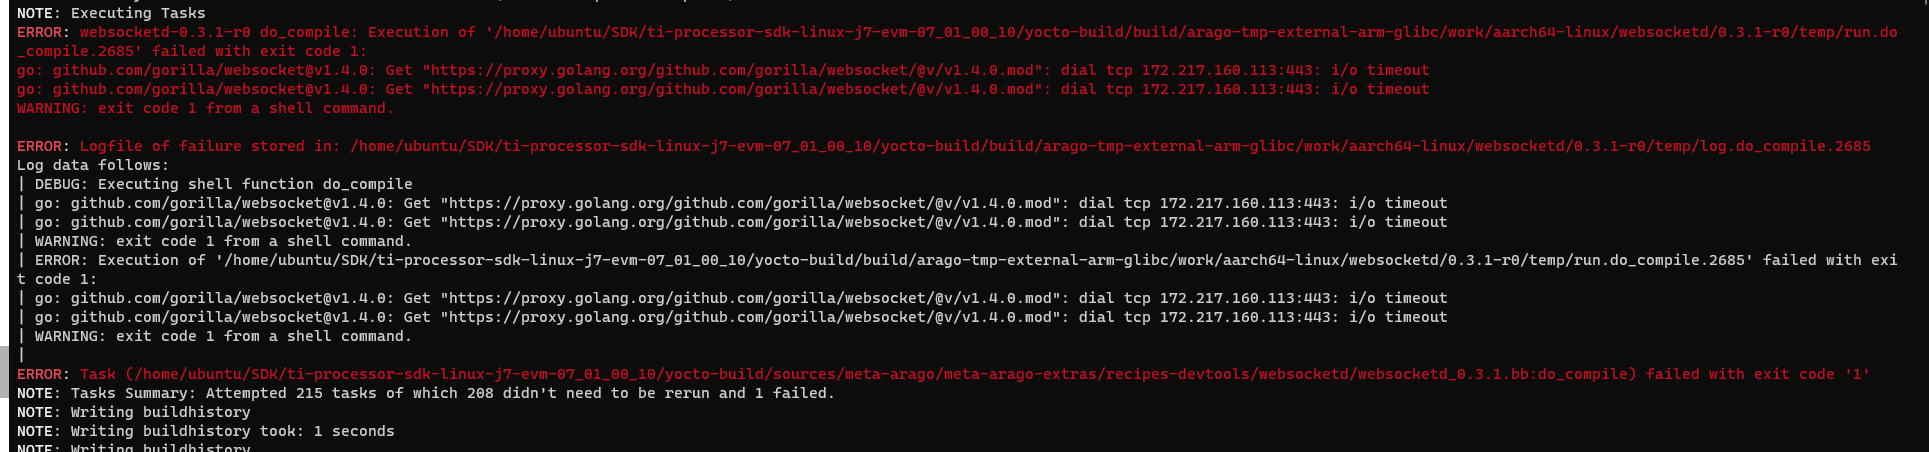 NOTE: Executing Tasks
ERROR: websocketd-0.3.1-r0 do_compile: Execution of '/home/ubuntu/SDK/ti-processor-sdk-linux-j7-evm-07_01_00_10/yocto-build/build/arago-tmp-external-arm-glibc/work/aarch64-linux/websocketd/0.3.1-r0/temp/run.do
_compile.2685' failed with exit code 1:
go: github.com/gorilla/websocket@v1.4.0: Get "https://proxy.golang.org/github.com/gorilla/websocket/@v/v1.4.0.mod": dial tcp 172.217.160.113:443: i/o timeout
go: github.com/gorilla/websocket@v1.4.0: Get "https://proxy.golang.org/github.com/gorilla/websocket/@v/v1.4.0.mod": dial tcp 172.217.160.113:443: i/o timeout
WARNING: exit code 1 from a shell command.
ERROR: Logfile of failure stored in: /home/ubuntu/SDK/ti-processor-sdk-linux-j7-evm-07_01_00_10/yocto-build/build/arago-tmp-external-arm-glibc/work/aarch64-linux/websocketd/0.3.1-r0/temp/log.do_compile.2685
Log data follows:
| DEBUG: Executing shell function do_compile
| go: github.com/gorilla/websocket@v1.4.0: Get "https://proxy.golang.org/github.com/gorilla/websocket/@v/v1.4.0.mod": dial tcp 172.217.160.113:443: i/o timeout
| go: github.com/gorilla/websocket@v1.4.0: Get "https://proxy.golang.org/github.com/gorilla/websocket/@v/v1.4.0.mod": dial tcp 172.217.160.113:443: i/o timeout
| WARNING: exit code 1 from a shell command.
| ERROR: Execution of '/home/ubuntu/SDK/ti-processor-sdk-linux-j7-evm-07_01_00_10/yocto-build/build/arago-tmp-external-arm-glibc/work/aarch64-linux/websocketd/0.3.1-r0/temp/run.do_compile.2685' failed with exi
t code 1:
| go: github.com/gorilla/websocket@v1.4.0: Get "https://proxy.golang.org/github.com/gorilla/websocket/@v/v1.4.0.mod": dial tcp 172.217.160.113:443: i/o timeout
| go: github.com/gorilla/websocket@v1.4.0: Get "https://proxy.golang.org/github.com/gorilla/websocket/@v/v1.4.0.mod": dial tcp 172.217.160.113:443: i/o timeout
| WARNING: exit code 1 from a shell command.
|
ERROR: Task (/home/ubuntu/SDK/ti-processor-sdk-linux-j7-evm-07_01_00_10/yocto-build/sources/meta-arago/meta-arago-extras/recipes-devtools/websocketd/websocketd_0.3.1.bb:do_compile) failed with exit code '1'
NOTE: Tasks Summary: Attempted 215 tasks of which 208 didn't need to be rerun and 1 failed.
NOTE: Writing buildhistory
NOTE: Writing buildhistory took: 1 seconds
NOTE: Writing buildhistory